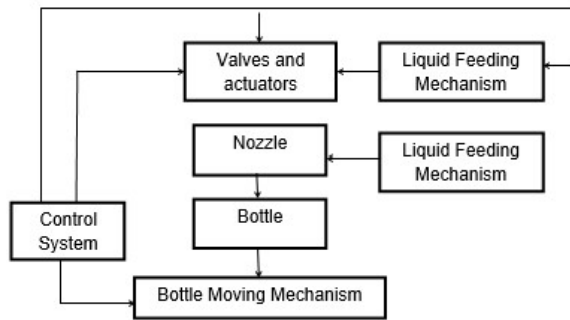 Valves and
actuators
Liquid Feeding
Mechanism
Nozzle
Liquid Feeding
Mechanism
Bottle
Control
System
Bottle Moving Mechanism